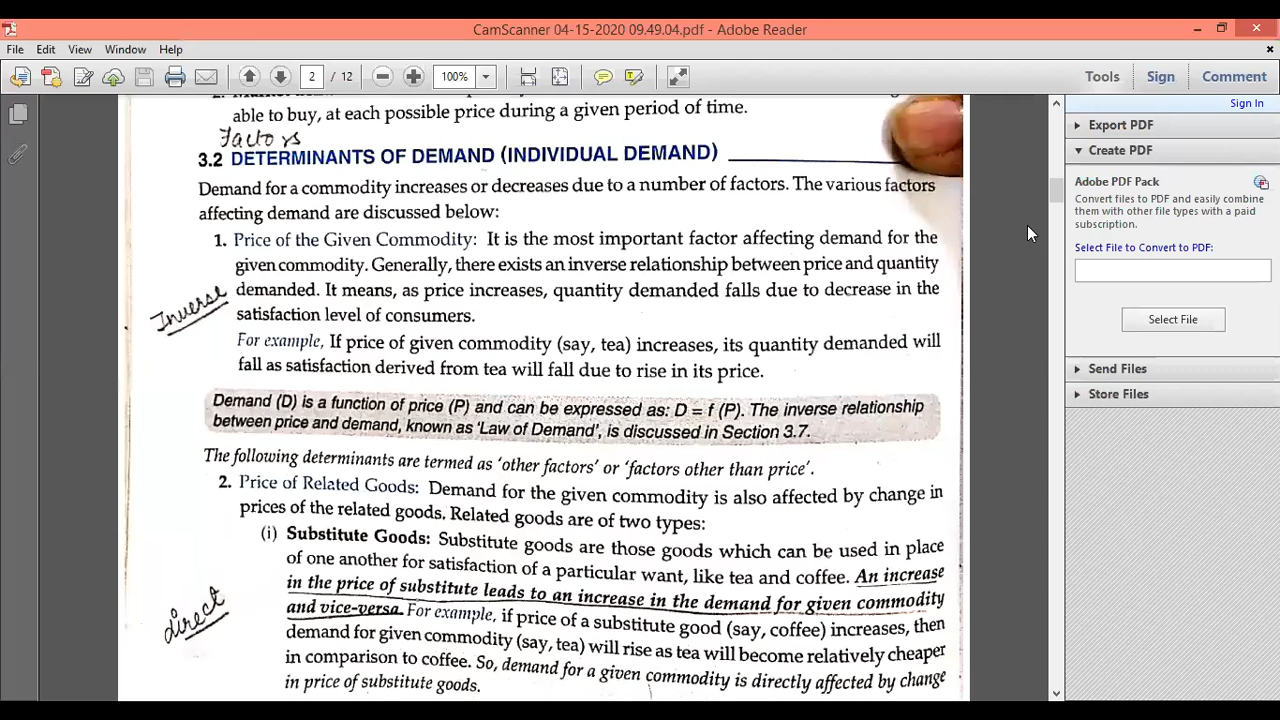 CamScanner 04-15-2020 09.49.04.pdf - Adobe Reader
File Edit View Window Help
2 / 12 100% Tools Sign Comment
Sign In
Export PDF
Create PDF
Adobe PDF Pack
Convert files to PDF and easily combine
them with other file types with a paid
subscription.
Select File to Convert to PDF:
Select File
Send Files
Store Files
able to buy, at each possible price during a given period of time.
Factors
3.2 DETERMINANTS OF DEMAND (INDIVIDUAL DEMAND)
Demand for a commodity increases or decreases due to a number of factors. The various factors
affecting demand are discussed below:
1. Price of the Given Commodity: It is the most important factor affecting demand for the
given commodity. Generally, there exists an inverse relationship between price and quantity
demanded. It means, as price increases, quantity demanded falls due to decrease in the
Inverse
satisfaction level of consumers.
For example, If price of given commodity (say, tea) increases, its quantity demanded will
fall as satisfaction derived from tea will fall due to rise in its price.
Demand (D) is a function of price (P) and can be expressed as: D = f (P). The inverse relationship
between price and demand, known as 'Law of Demand', is discussed in Section 3.7.
The following determinants are termed as 'other factors' or 'factors other than price'.
2. Price of Related Goods: Demand for the given commodity is also affected by change in
prices of the related goods. Related goods are of two types:
(i) Substitute Goods: Substitute goods are those goods which can be used in place
of one another for satisfaction of a particular want, like tea and coffee. An increase
in the price of substitute leads to an increase in the demand for given commodity
and vice-versa. For example, if price of a substitute good (say, coffee) increases, then
Direct
demand for given commodity (say, tea) will rise as tea will become relatively cheaper
in comparison to coffee. So, demand for a given commodity is directly affected by change
in price of substitute goods.